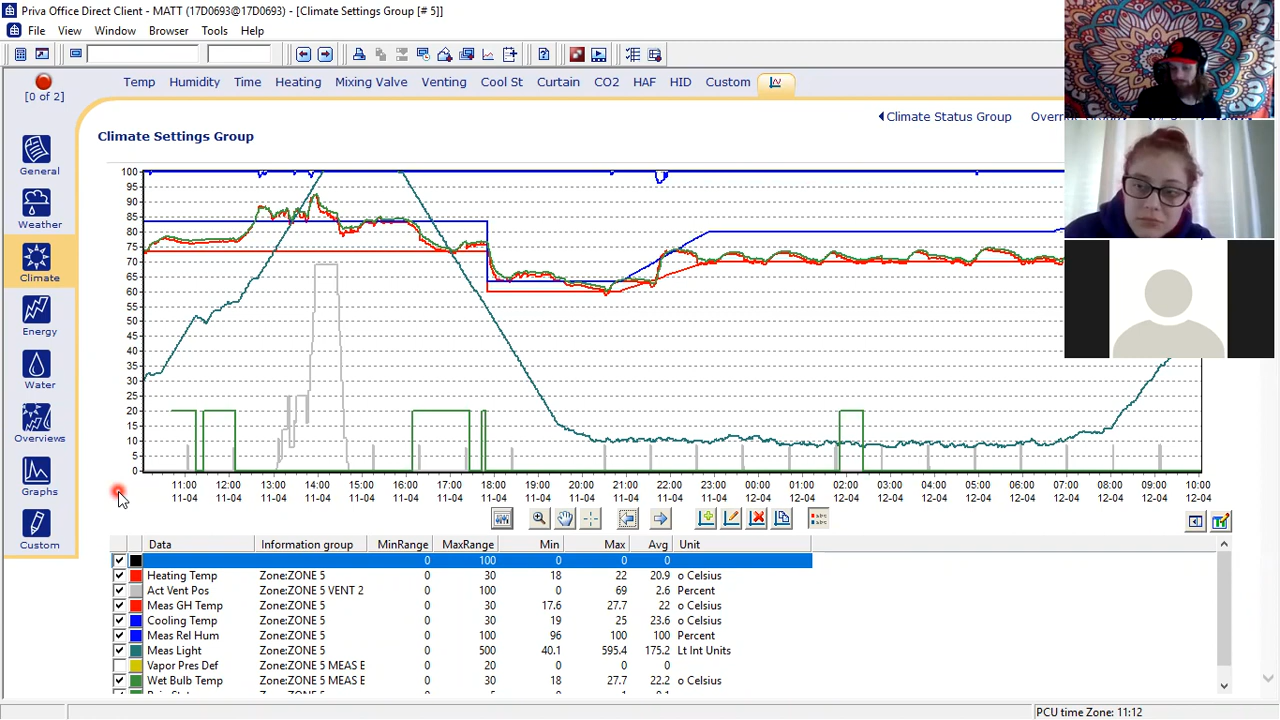 Priva Office Direct Client - MATT (17D0693@17D0693) - [Climate Settings Group [# 5]]
File View Window Browser Tools Help
[0 of 2]
Temp Humidity Time Heating Mixing Valve Venting Cool St Curtain CO2 HAF HID Custom
Climate Status Group
Climate Settings Group
General
Weather
Climate
Energy
Water
Overviews
Graphs
Custom
100
95
90
85
80
75
70
65
60
55
50
45
40
35
30
25
20
15
10
5
0
11:00 12:00 13:00 14:00 15:00 16:00 17:00 18:00 19:00 20:00 21:00 22:00 23:00 00:00 01:00 02:00 03:00 04:00 05:00 06:00 07:00 08:00 09:00 10:00
11-04 11-04 11-04 11-04 11-04 11-04 11-04 11-04 11-04 11-04 11-04 11-04 11-04 12-04 12-04 12-04 12-04 12-04 12-04 12-04 12-04 12-04 12-04 12-04
Data Information group MinRange MaxRange Min Max Avg Unit
0 100 0 0 0
Heating Temp Zone:ZONE 5 0 30 18 22 20.9 o Celsius
Act Vent Pos Zone:ZONE 5 VENT 2 0 100 0 69 2.6 Percent
Meas GH Temp Zone:ZONE 5 0 30 17.6 27.7 22 o Celsius
Cooling Temp Zone:ZONE 5 0 30 19 25 23.6 o Celsius
Meas Rel Hum Zone:ZONE 5 0 100 96 100 100 Percent
Meas Light Zone:ZONE 5 0 500 40.1 595.4 175.2 Lt Int Units
Vapor Pres Def Zone:ZONE 5 MEAS E 0 20 0 0 0
Wet Bulb Temp Zone:ZONE 5 MEAS E 0 30 18 27.7 22.2 o Celsius
PCU time Zone: 11:12